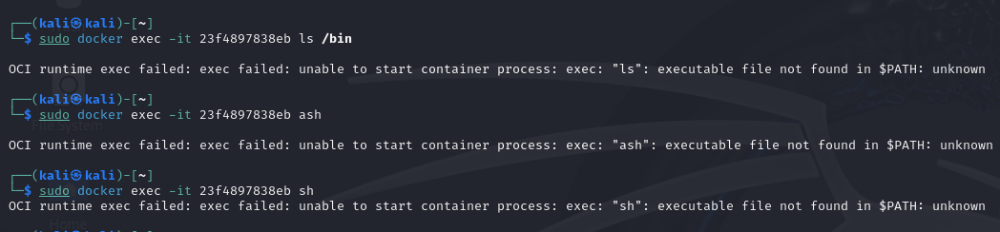 ┌──(kali㉿kali)-[~]
└─$ sudo docker exec -it 23f4897838eb ls /bin
OCI runtime exec failed: exec failed: unable to start container process: exec: "ls": executable file not found in $PATH: unknown
┌──(kali㉿kali)-[~]
└─$ sudo docker exec -it 23f4897838eb ash
File System
OCI runtime exec failed: exec failed: unable to start container process: exec: "ash": executable file not found in $PATH: unknown
┌──(kali㉿kali)-[~]
└─$ sudo docker exec -it 23f4897838eb sh
OCI runtime exec failed: exec failed: unable to start container process: exec: "sh": executable file not found in $PATH: unknown
Home